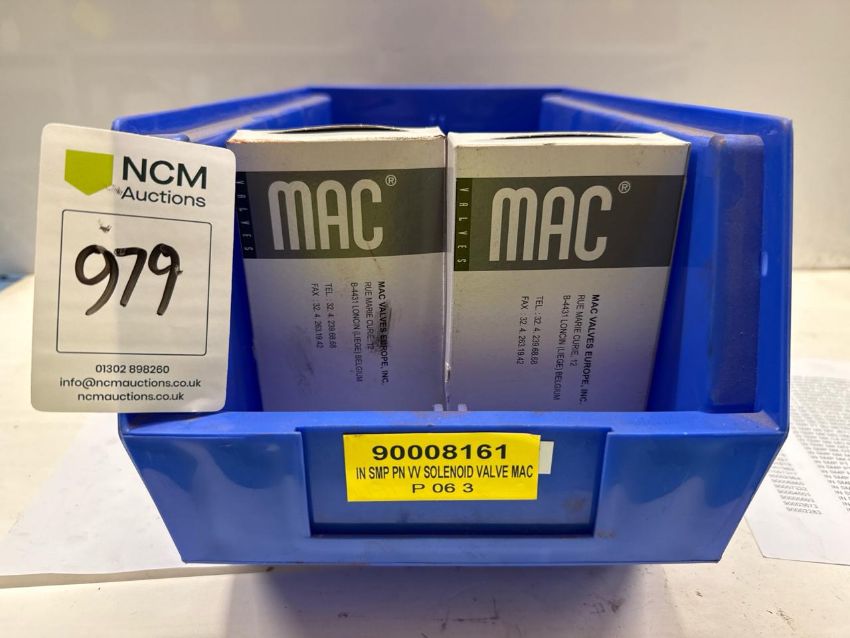 NCM
Auctions
979
01302 898260
info@ncmauctions.co.uk
ncmauctions.co.uk
VALVES
MAC®
MAC VALVES EUROPE, INC.
RUE MARIE CURIE, 12
B-4431 LONCIN (LIEGE) BELGIUM
TEL. : 32. 4. 239.68.68
FAX : 32. 4. 263.19.42
VALVES
MAC®
MAC VALVES EUROPE, INC.
RUE MARIE CURIE, 12
B-4431 LONCIN (LIEGE) BELGIUM
TEL. : 32. 4. 239.68.68
FAX : 32. 4. 263.19.42
90008161
IN SMP PN VV SOLENOID VALVE MAC
P 06 3